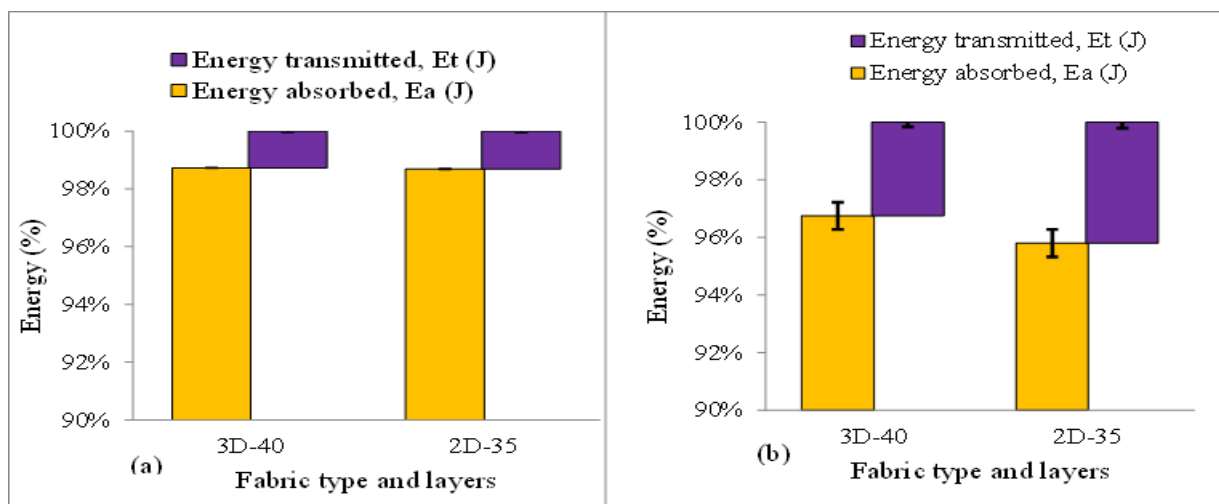 Energy transmitted, Et (J)
Energy absorbed, Ea (J)
Energy (%)
100%
98%
96%
94%
92%
90%
3D-40
2D-35
(a)
Fabric type and layers
Energy transmitted, Et (J)
Energy absorbed, Ea (J)
Energy (%)
100%
98%
96%
94%
92%
90%
3D-40
2D-35
(b)
Fabric type and layers